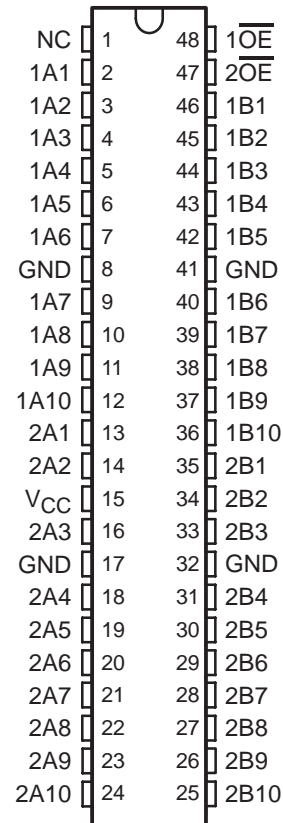 NC 1 48 1O̅E̅
1A1 2 47 2O̅E̅
1A2 3 46 1B1
1A3 4 45 1B2
1A4 5 44 1B3
1A5 6 43 1B4
1A6 7 42 1B5
GND 8 41 GND
1A7 9 40 1B6
1A8 10 39 1B7
1A9 11 38 1B8
1A10 12 37 1B9
2A1 13 36 1B10
2A2 14 35 2B1
VCC 15 34 2B2
2A3 16 33 2B3
GND 17 32 GND
2A4 18 31 2B4
2A5 19 30 2B5
2A6 20 29 2B6
2A7 21 28 2B7
2A8 22 27 2B8
2A9 23 26 2B9
2A10 24 25 2B10